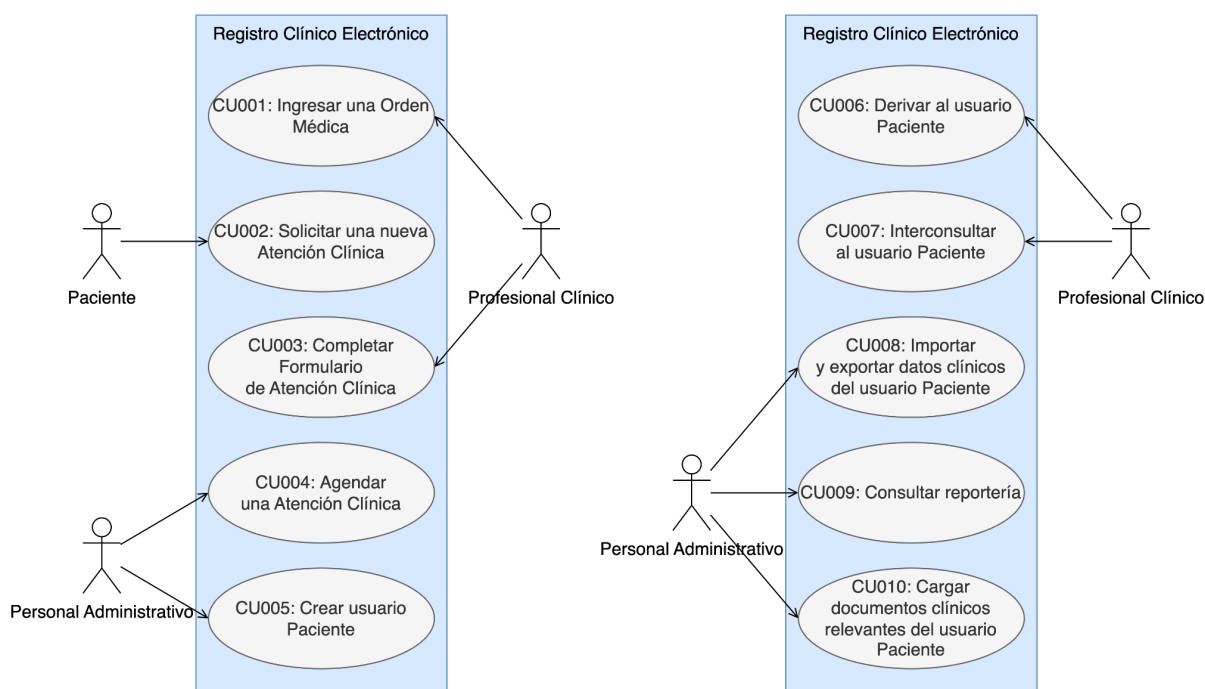 Registro Clínico Electrónico
CU001: Ingresar una Orden
Médica
CU002: Solicitar una nueva
Atención Clínica
Paciente
Profesional Clínico
CU003: Completar
Formulario
de Atención Clínica
CU004: Agendar
una Atención Clínica
Personal Administrativo
CU005: Crear usuario
Paciente
Registro Clínico Electrónico
CU006: Derivar al usuario
Paciente
CU007: Interconsultar
al usuario Paciente
Profesional Clínico
CU008: Importar
y exportar datos clínicos
del usuario Paciente
CU009: Consultar reportería
Personal Administrativo
CU010: Cargar
documentos clínicos
relevantes del usuario
Paciente